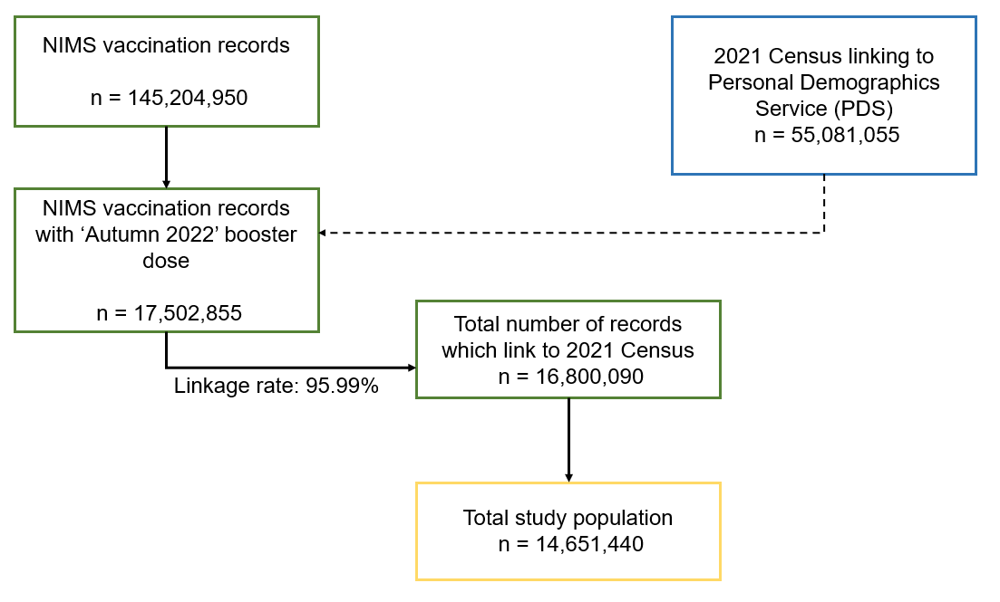 NIMS vaccination records
n = 145,204,950
2021 Census linking to
Personal Demographics
Service (PDS)
n = 55,081,055
NIMS vaccination records
with ‘Autumn 2022’ booster
dose
n = 17,502,855
Linkage rate: 95.99%
Total number of records
which link to 2021 Census
n = 16,800,090
Total study population
n = 14,651,440